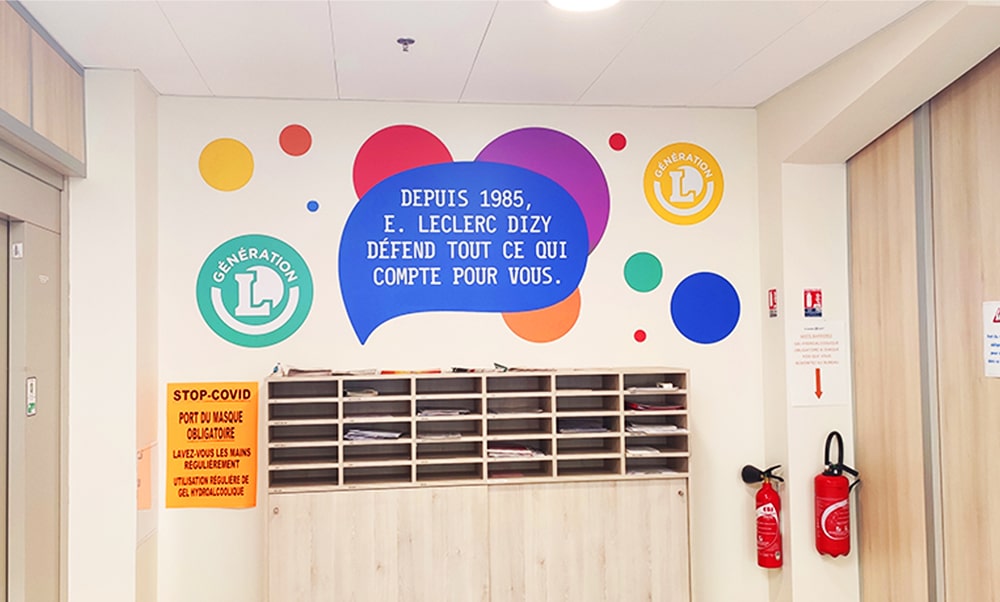 DEPUIS 1985,
E. LECLERC DIZY
DÉFEND TOUT CE QUI
COMPTE POUR VOUS.
GÉNÉRATION
L
GÉNÉRATION
L
STOP-COVID
PORT DU MASQUE
OBLIGATOIRE
LAVEZ-VOUS LES MAINS
RÉGULIÈREMENT
UTILISATION RÉGULIÈRE DE
GEL HYDROALCOOLIQUE